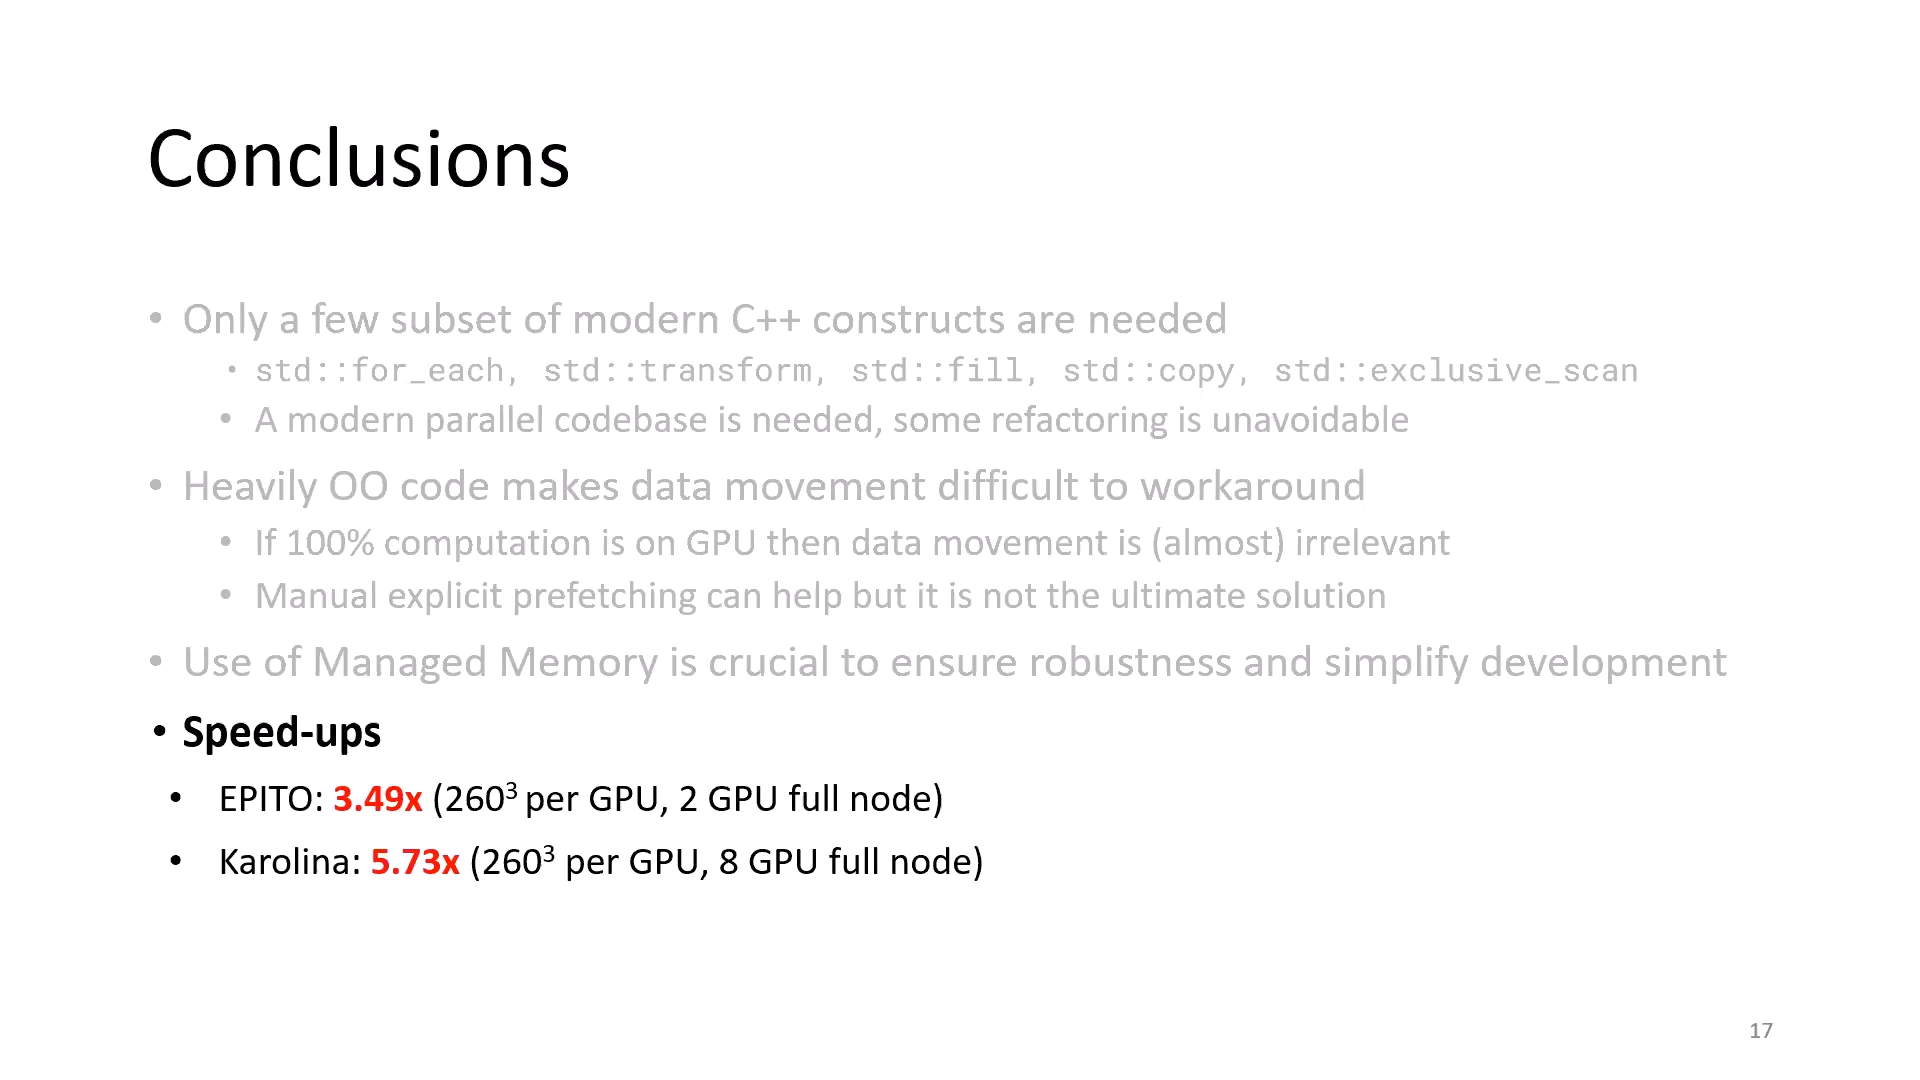 Conclusions
• Only a few subset of modern C++ constructs are needed
• std::for_each, std::transform, std::fill, std::copy, std::exclusive_scan
• A modern parallel codebase is needed, some refactoring is unavoidable
• Heavily OO code makes data movement difficult to workaround
• If 100% computation is on GPU then data movement is (almost) irrelevant
• Manual explicit prefetching can help but it is not the ultimate solution
• Use of Managed Memory is crucial to ensure robustness and simplify development
• Speed-ups
• EPITO: 3.49x (260³ per GPU, 2 GPU full node)
• Karolina: 5.73x (260³ per GPU, 8 GPU full node)
17